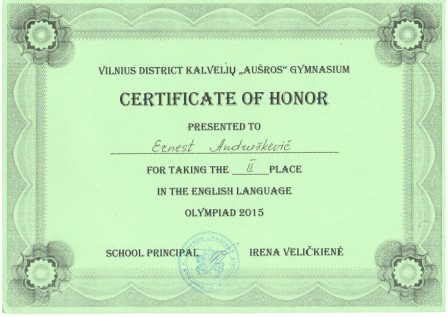 VILNIUS DISTRICT KALVELIŲ „AUŠROS“ GYMNASIUM
CERTIFICATE OF HONOR
PRESENTED TO
Ernest Andruškevič
FOR TAKING THE II PLACE
IN THE ENGLISH LANGUAGE
OLYMPIAD 2015
SCHOOL PRINCIPAL IRENA VELIČKIENĖ